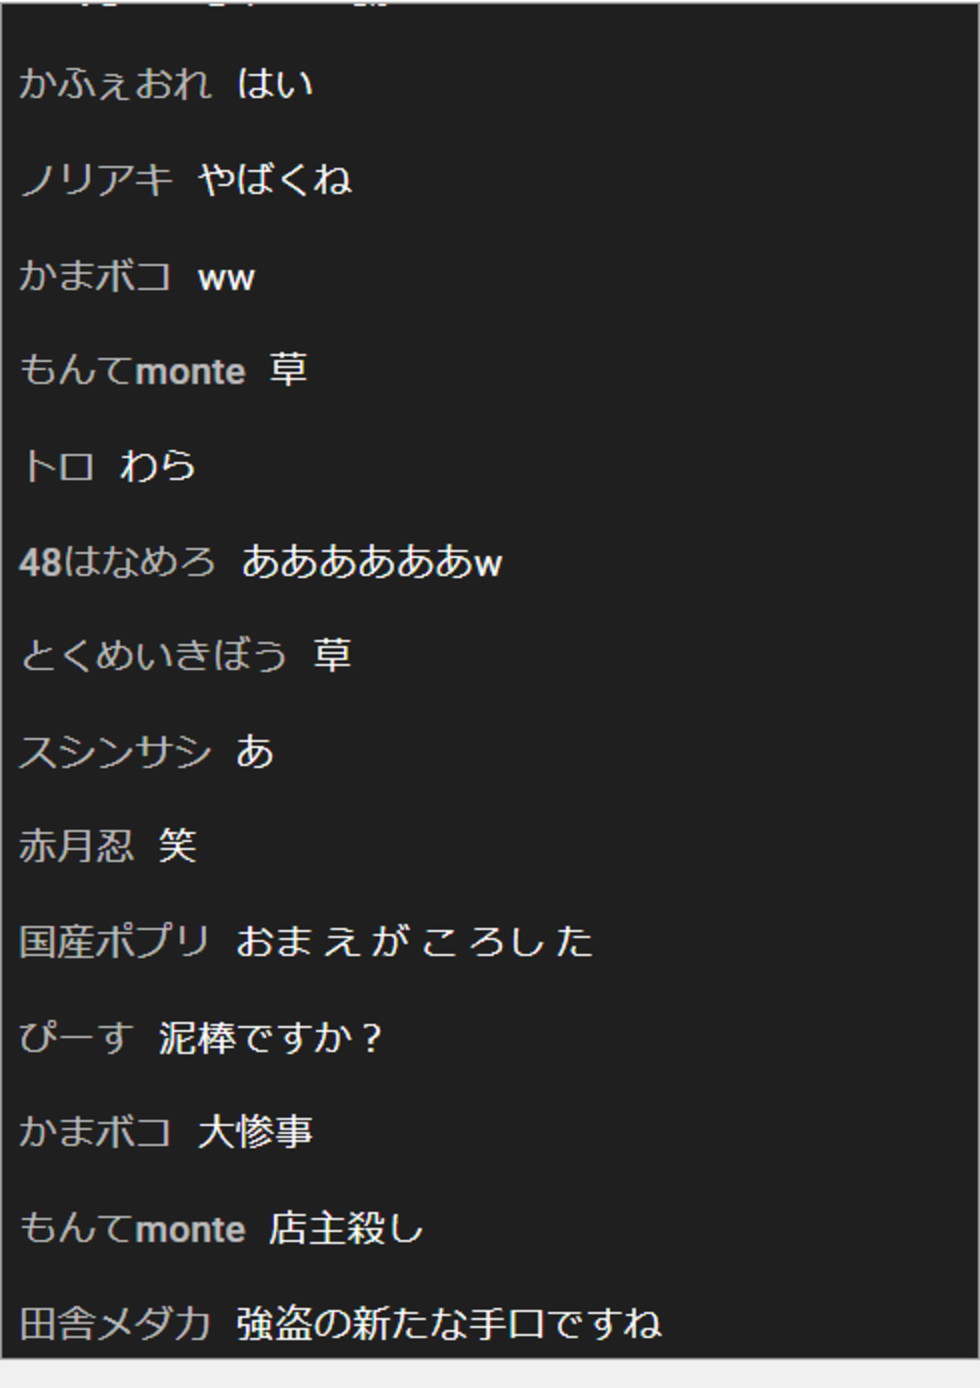 かふぇおれ はい
ノリアキ やばくね
かまボコ ww
もんてmonte 草
トロ わら
48はなめろ ああああああw
とくめいきぼう 草
スシンサシ あ
赤月忍 笑
国産ポプリ おま え が こ ろし た
ぴーす 泥棒ですか？
かまボコ 大惨事
もんてmonte 店主殺し
田舎メダカ 強盗の新たな手口ですね